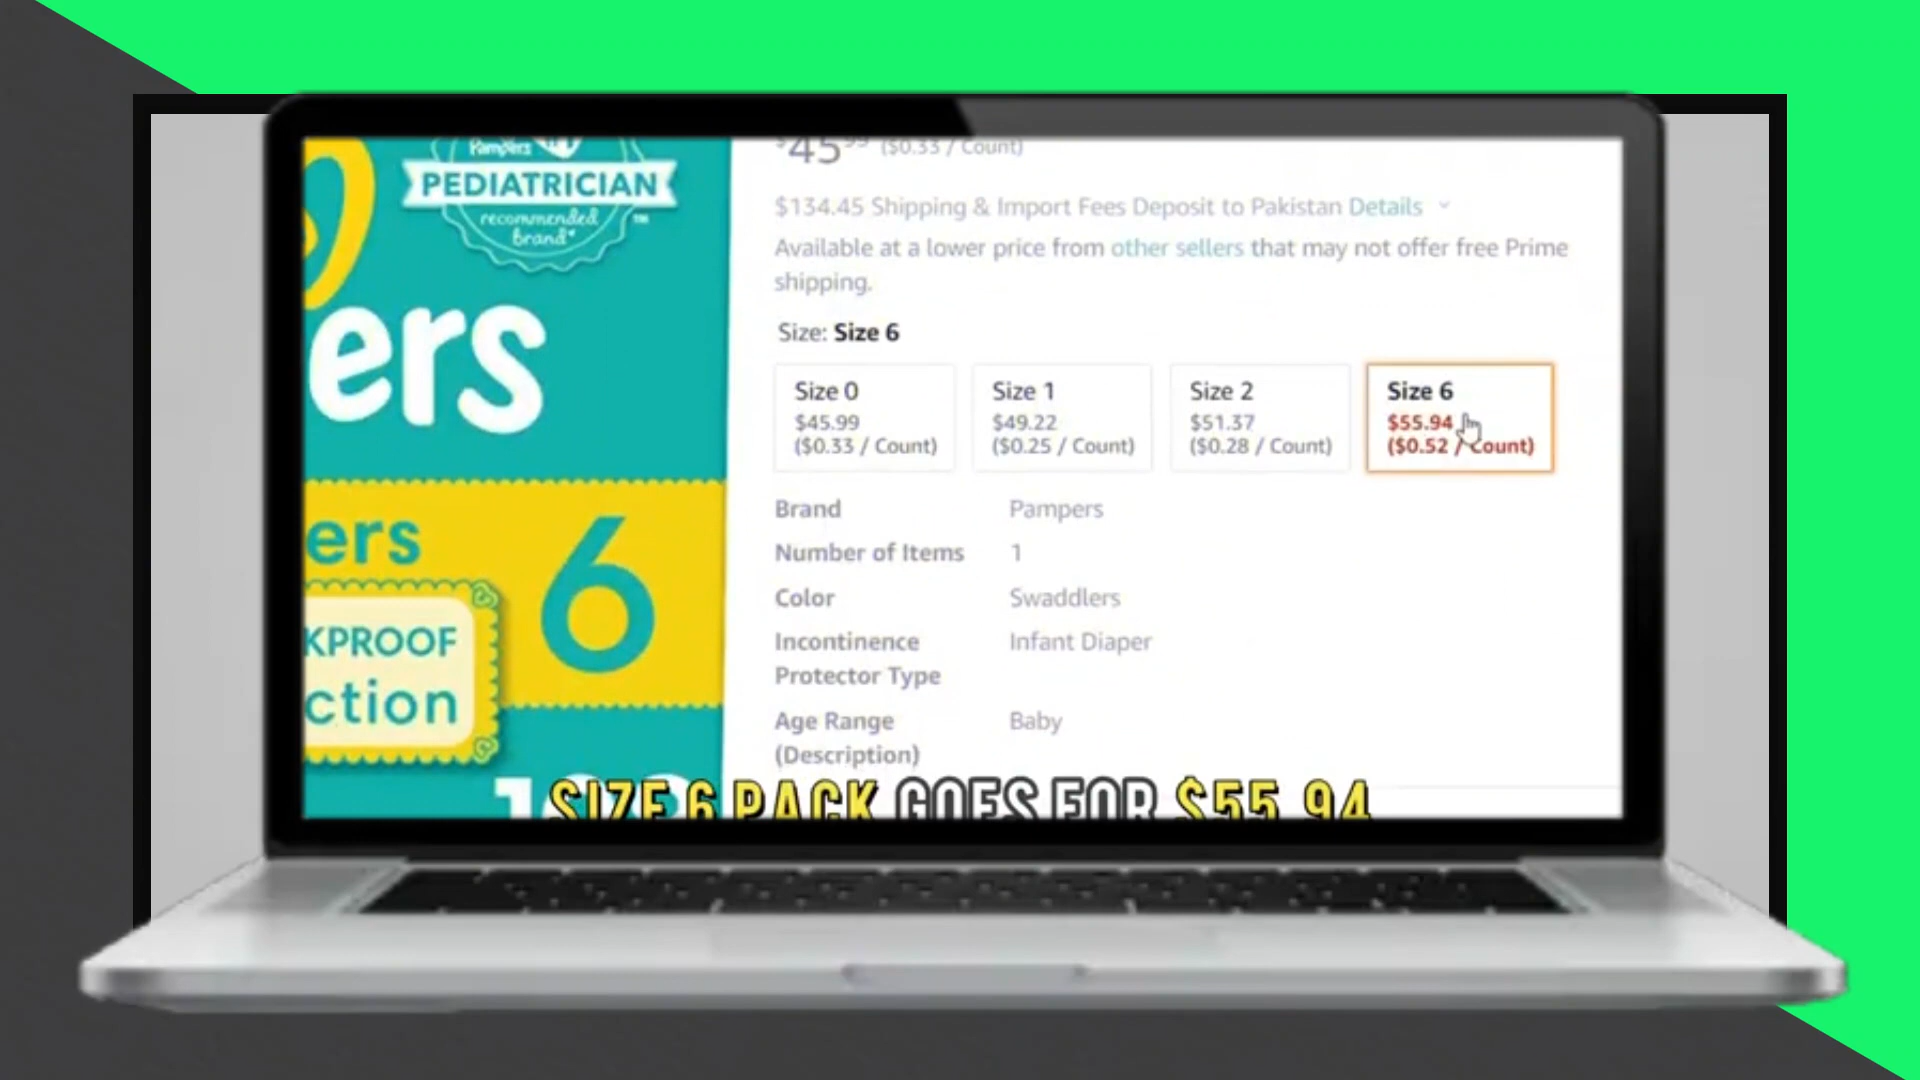 Pampers
PEDIATRICIAN
recommended
brand*
ers
ers
6
KPROOF
ction
$45.99 ($0.33 / Count)
$134.45 Shipping & Import Fees Deposit to Pakistan Details
Available at a lower price from other sellers that may not offer free Prime
shipping.
Size: Size 6
Size 0
$45.99
($0.33 / Count)
Size 1
$49.22
($0.25 / Count)
Size 2
$51.37
($0.28 / Count)
Size 6
$55.94
($0.52 / Count)
Brand Pampers
Number of Items 1
Color Swaddlers
Incontinence Infant Diaper
Protector Type
Age Range Baby
(Description)
SIZE 6 PACK GOES FOR $55.94